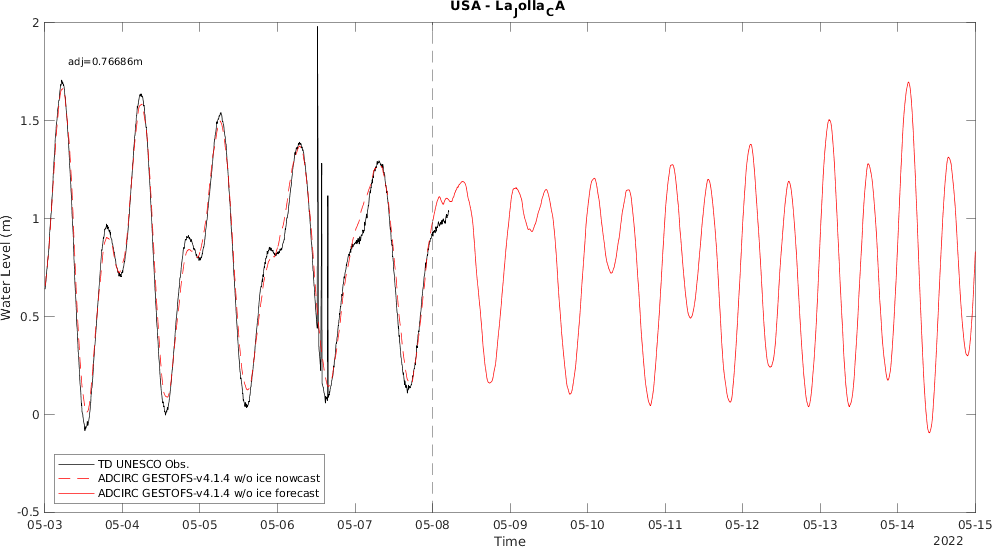 USA - LaJollaCA
adj=0.76686m
Water Level (m)
2
1.5
1
0.5
0
-0.5
TD UNESCO Obs.
ADCIRC GESTOFS-v4.1.4 w/o ice nowcast
ADCIRC GESTOFS-v4.1.4 w/o ice forecast
05-03 05-04 05-05 05-06 05-07 05-08 05-09 05-10 05-11 05-12 05-13 05-14 05-15
Time
2022